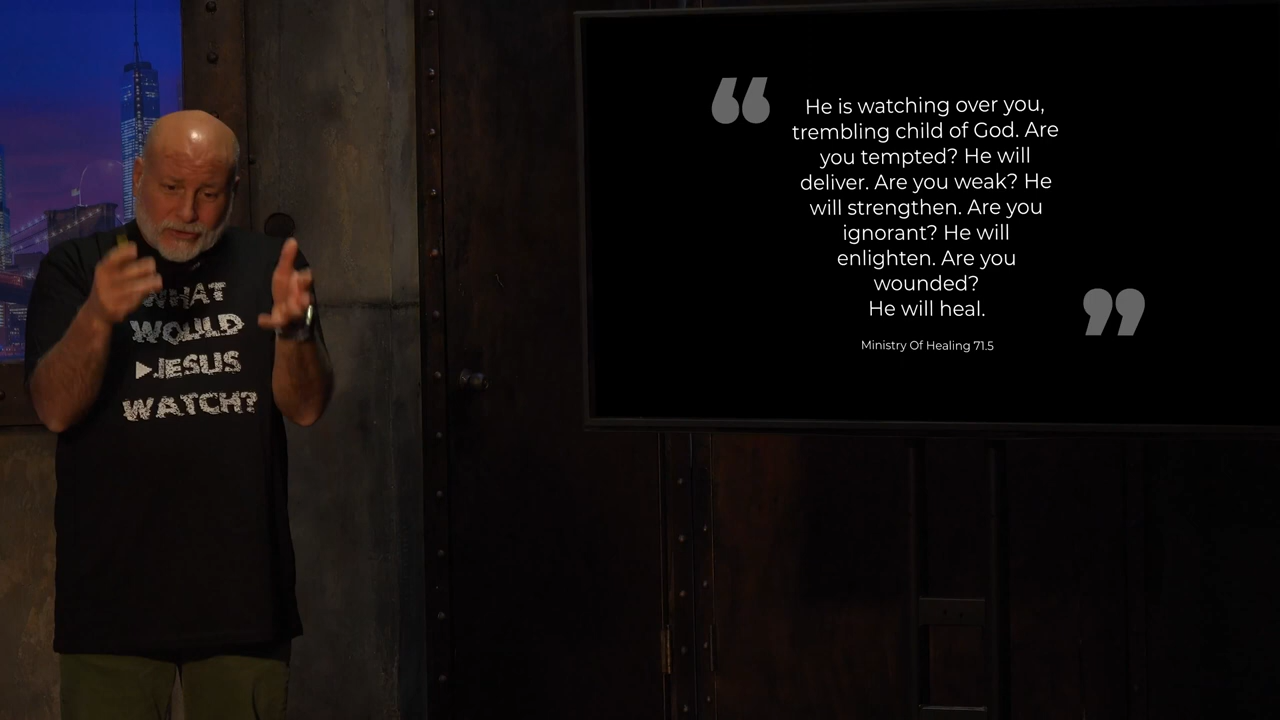 He is watching over you,
trembling child of God. Are
you tempted? He will
deliver. Are you weak? He
will strengthen. Are you
ignorant? He will
enlighten. Are you
wounded?
He will heal.
Ministry Of Healing 71.5
WHAT
WOULD
JESUS
WATCH?